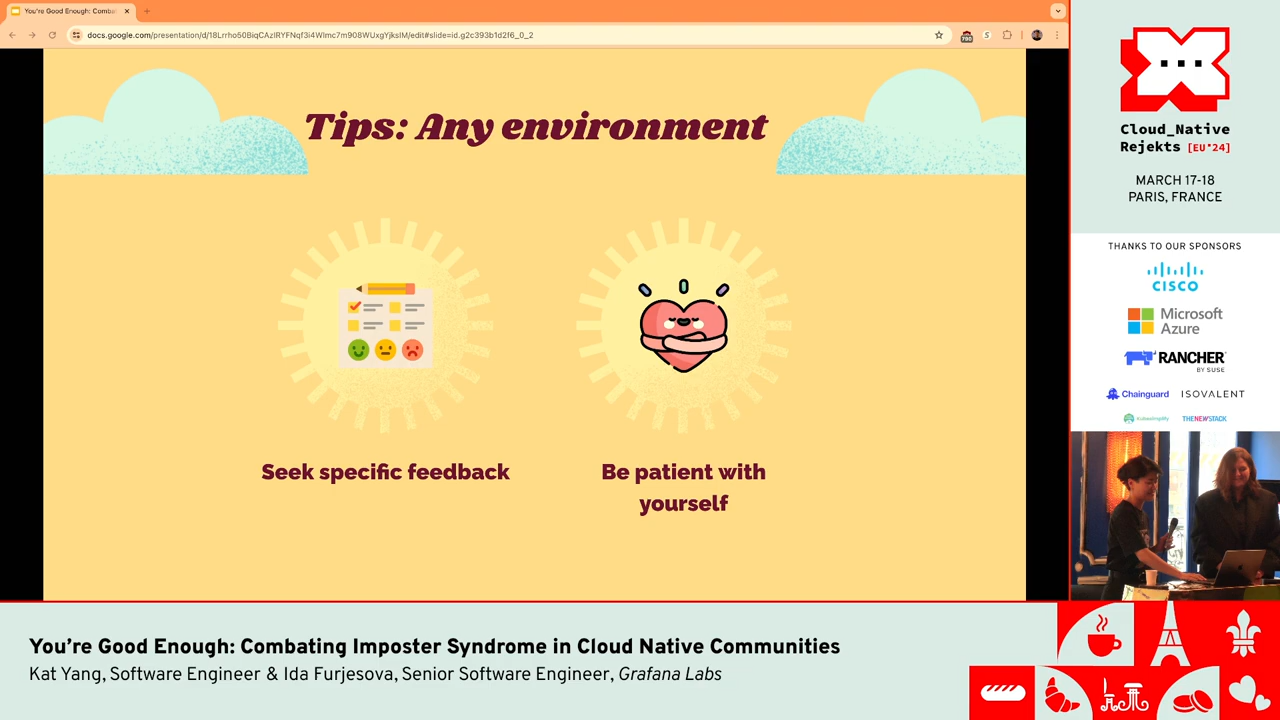 You're Good Enough: Comba
docs.google.com/presentation/d/18Lrrho50BiqCAzlRYFNqf3i4Wlmc7m908WUxgYjksIM/edit#slide=id.g2c393b1d2f6_0_2
Tips: Any environment
Seek specific feedback
Be patient with
yourself
Cloud_Native
Rejekts [EU'24]
MARCH 17-18
PARIS, FRANCE
THANKS TO OUR SPONSORS
CISCO
Microsoft
Azure
RANCHER
BY SUSE
Chainguard
ISOVALENT
THENEWSTACK
You're Good Enough: Combating Imposter Syndrome in Cloud Native Communities
Kat Yang, Software Engineer & Ida Furjesova, Senior Software Engineer, Grafana Labs